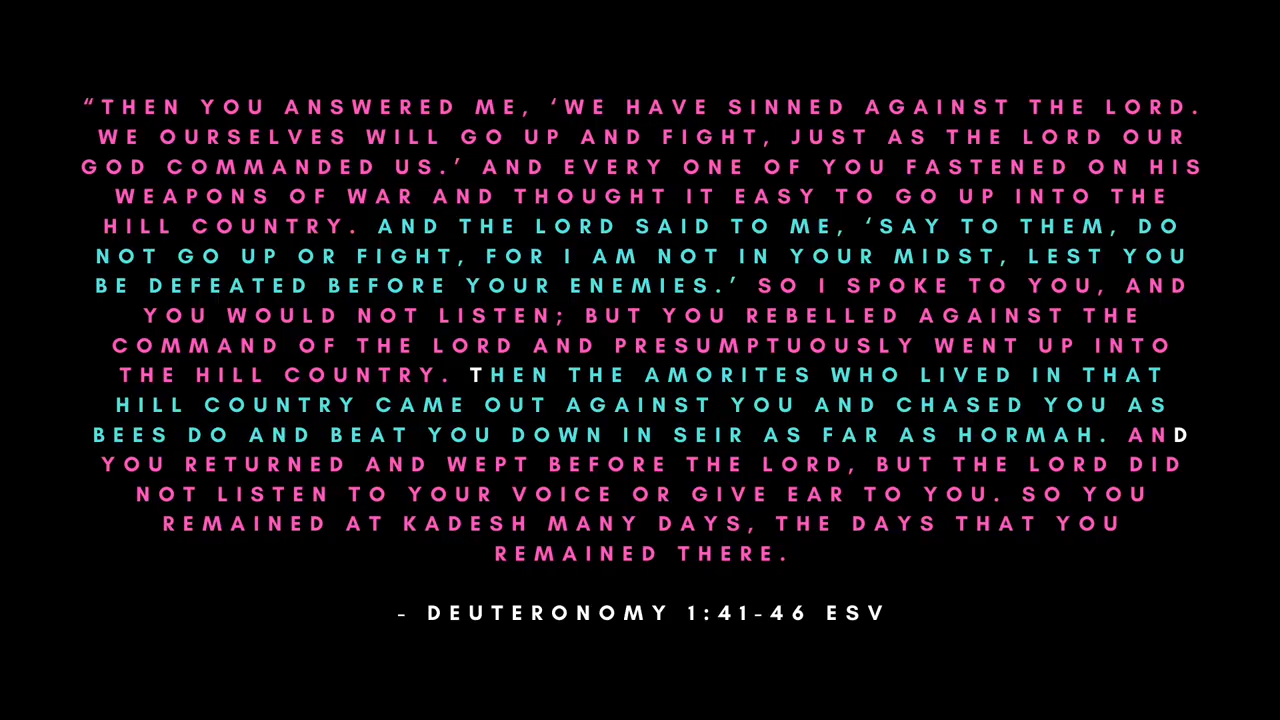 “THEN YOU ANSWERED ME, ‘WE HAVE SINNED AGAINST THE LORD.
WE OURSELVES WILL GO UP AND FIGHT, JUST AS THE LORD OUR
GOD COMMANDED US.’ AND EVERY ONE OF YOU FASTENED ON HIS
WEAPONS OF WAR AND THOUGHT IT EASY TO GO UP INTO THE
HILL COUNTRY. AND THE LORD SAID TO ME, ‘SAY TO THEM, DO
NOT GO UP OR FIGHT, FOR I AM NOT IN YOUR MIDST, LEST YOU
BE DEFEATED BEFORE YOUR ENEMIES.’ SO I SPOKE TO YOU, AND
YOU WOULD NOT LISTEN; BUT YOU REBELLED AGAINST THE
COMMAND OF THE LORD AND PRESUMPTUOUSLY WENT UP INTO
THE HILL COUNTRY. THEN THE AMORITES WHO LIVED IN THAT
HILL COUNTRY CAME OUT AGAINST YOU AND CHASED YOU AS
BEES DO AND BEAT YOU DOWN IN SEIR AS FAR AS HORMAH. AND
YOU RETURNED AND WEPT BEFORE THE LORD, BUT THE LORD DID
NOT LISTEN TO YOUR VOICE OR GIVE EAR TO YOU. SO YOU
REMAINED AT KADESH MANY DAYS, THE DAYS THAT YOU
REMAINED THERE.
- DEUTERONOMY 1:41-46 ESV